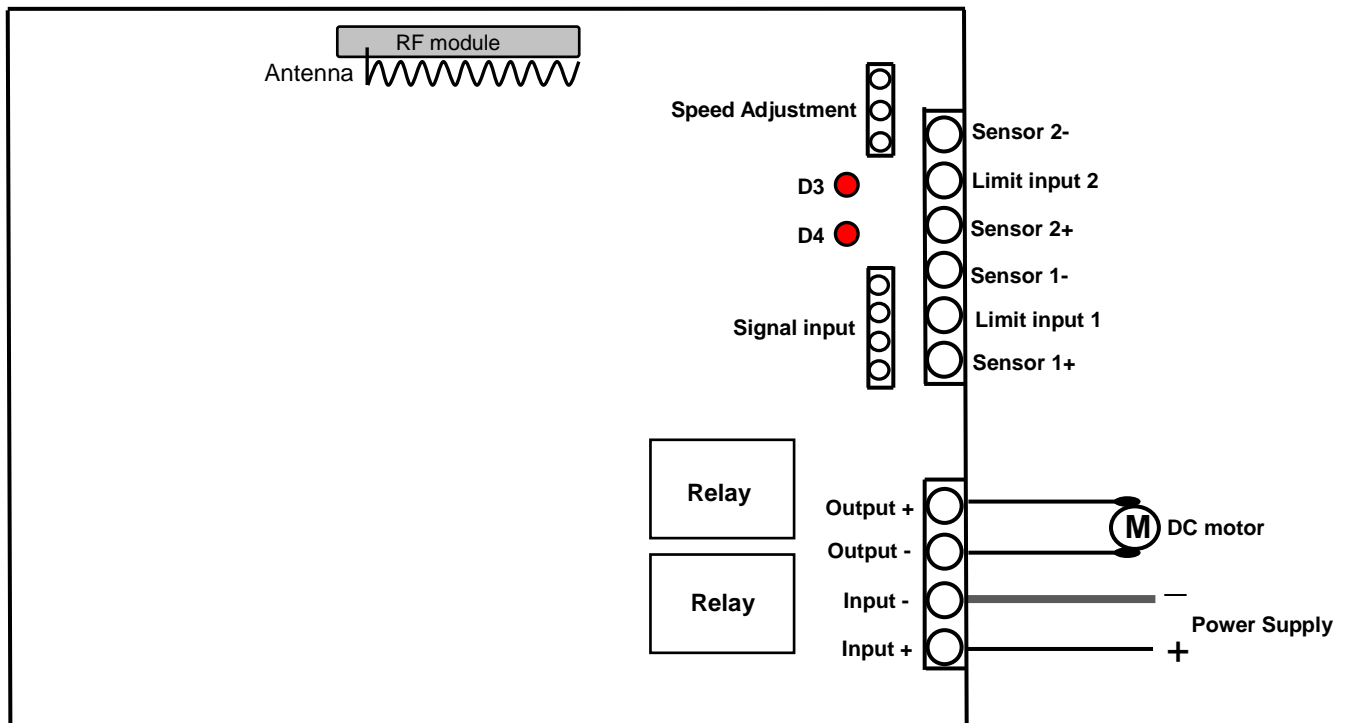 RF module
Antenna
Speed Adjustment
Sensor 2-
D3
Limit input 2
D4
Sensor 2+
Sensor 1-
Signal input
Limit input 1
Sensor 1+
Relay
Output +
M
DC motor
Output -
Relay
Input -
−
Power Supply
Input +
+